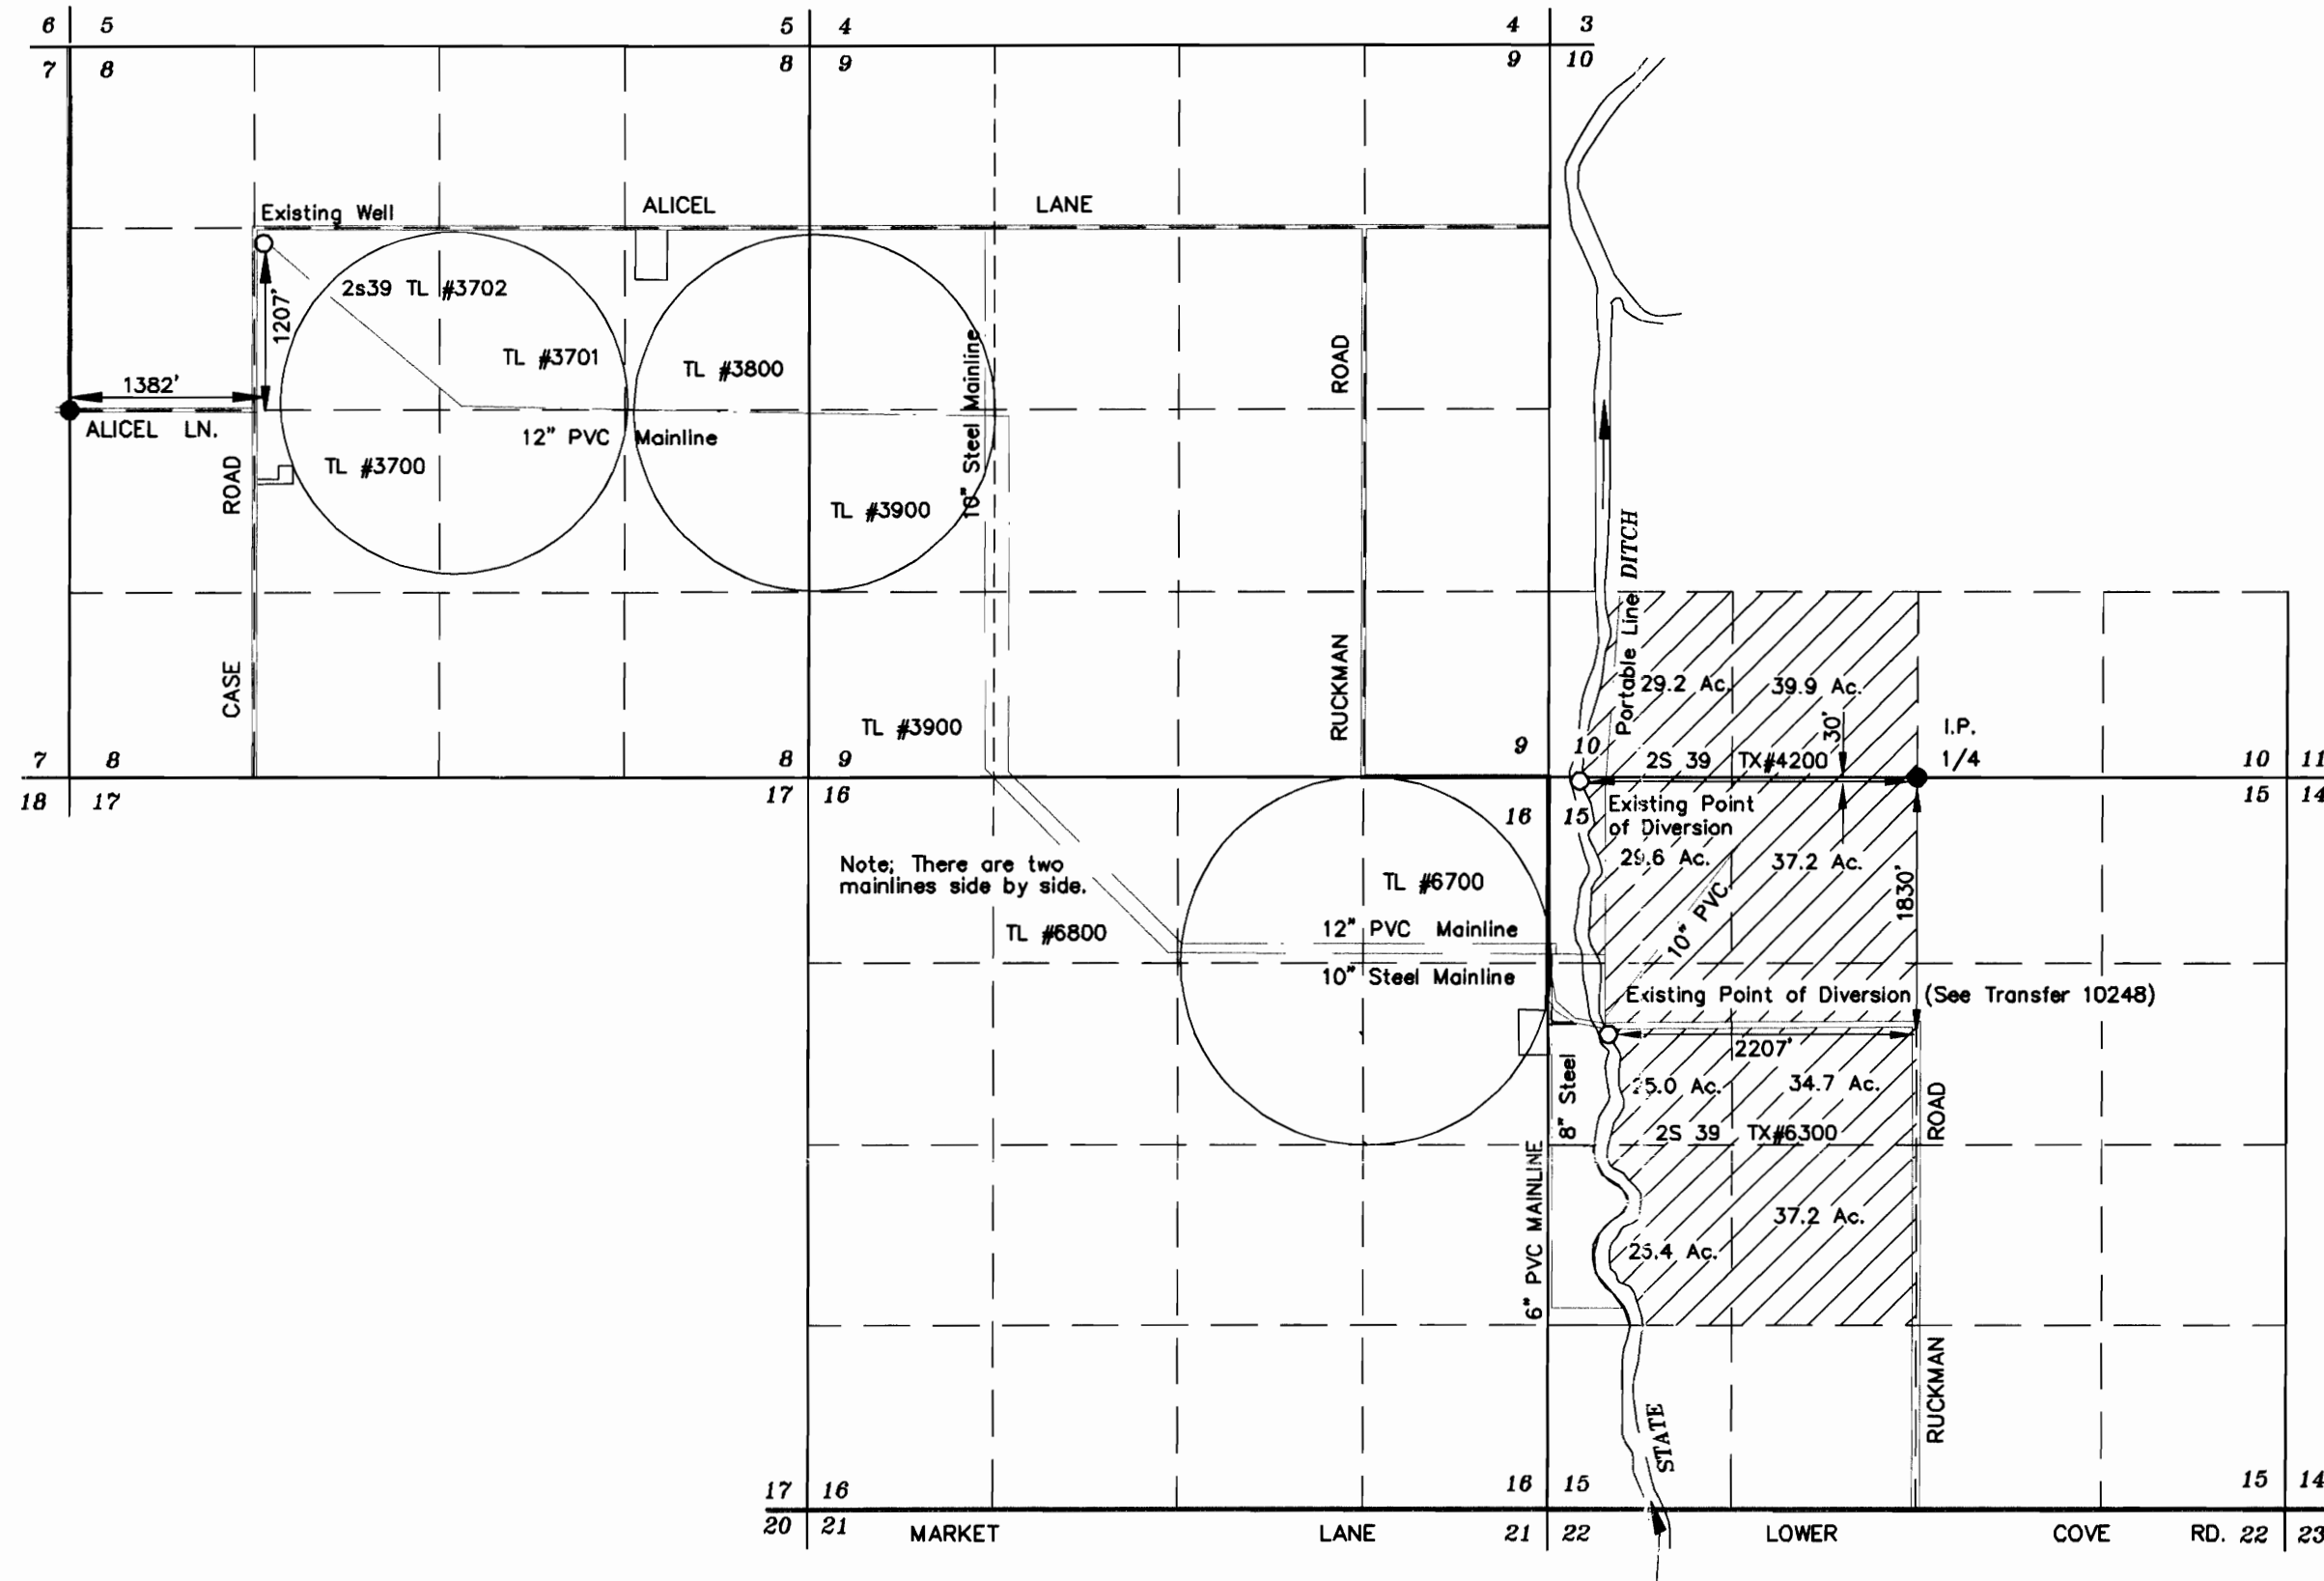 6 5
5 4
4 3
7 8
8 9
9 10
ALICEL LANE
Existing Well
2s39 TL #3702
1207'
TL #3701
TL #3800
10" Steel Mainline
ROAD
1382'
ALICEL LN.
12" PVC Mainline
TL #3700
ROAD
TL #3900
Portable Line DITCH
CASE
RUCKMAN
29.2 Ac.
39.9 Ac.
TL #3900
30'
I.P.
1/4
7 8
8 9
9 10
2S 39 TX#4200
10 11
18 17
17 16
16 15
15 14
Existing Point
of Diversion
29.6 Ac.
37.2 Ac.
Note; There are two
mainlines side by side.
TL #6700
1830'
10" PVC
TL #6800
12" PVC Mainline
10" Steel Mainline
Existing Point of Diversion (See Transfer 10248)
2207'
8" Steel
34.7 Ac.
ROAD
2S 39 TX#6300
6" PVC MAINLINE
37.2 Ac.
RUCKMAN
STATE
17 16
16 15
15 14
20 21
MARKET LANE
21 22
LOWER COVE RD.
22 23